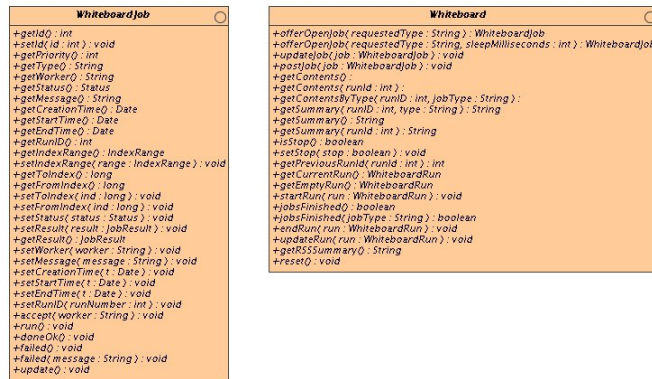 WhiteboardJob
+getId() : int
+setId( id : int ) : void
+getPriority() : int
+getType() : String
+getWorker() : String
+getStatus() : Status
+getMessage() : String
+getCreationTime() : Date
+getStartTime() : Date
+getEndTime() : Date
+getRunID() : int
+getIndexRange() : IndexRange
+setIndexRange( range : IndexRange ) : void
+getToIndex() : long
+getFromIndex() : long
+setToIndex( ind : long ) : void
+setFromIndex( ind : long ) : void
+setStatus( status : Status ) : void
+setResult( result : JobResult ) : void
+getResult() : JobResult
+setWorker( worker : String ) : void
+setMessage( message : String ) : void
+setCreationTime( t : Date ) : void
+setStartTime( t : Date ) : void
+setEndTime( t : Date ) : void
+setRunID( runNumber : int ) : void
+accept( worker : String ) : void
+run() : void
+doneOk() : void
+failed() : void
+failed( message : String ) : void
+update() : void
Whiteboard
+offerOpenJob( requestedType : String ) : WhiteboardJob
+offerOpenJob( requestedType : String, sleepMilliseconds : int ) : WhiteboardJob
+updateJob( job : WhiteboardJob ) : void
+postJob( job : WhiteboardJob ) : void
+getContents() :
+getContents( runId : int ) :
+getContentsByType( runID : int, jobType : String ) :
+getSummary( runID : int, type : String ) : String
+getSummary() : String
+getSummary( runId : int ) : String
+isStop() : boolean
+setStop( stop : boolean ) : void
+getPreviousRunId( runId : int ) : int
+getCurrentRun() : WhiteboardRun
+getEmptyRun() : WhiteboardRun
+startRun( run : WhiteboardRun ) : void
+jobsFinished() : boolean
+jobsFinished( jobType : String ) : boolean
+endRun( run : WhiteboardRun ) : void
+updateRun( run : WhiteboardRun ) : void
+getRSSSummary() : String
+reset() : void